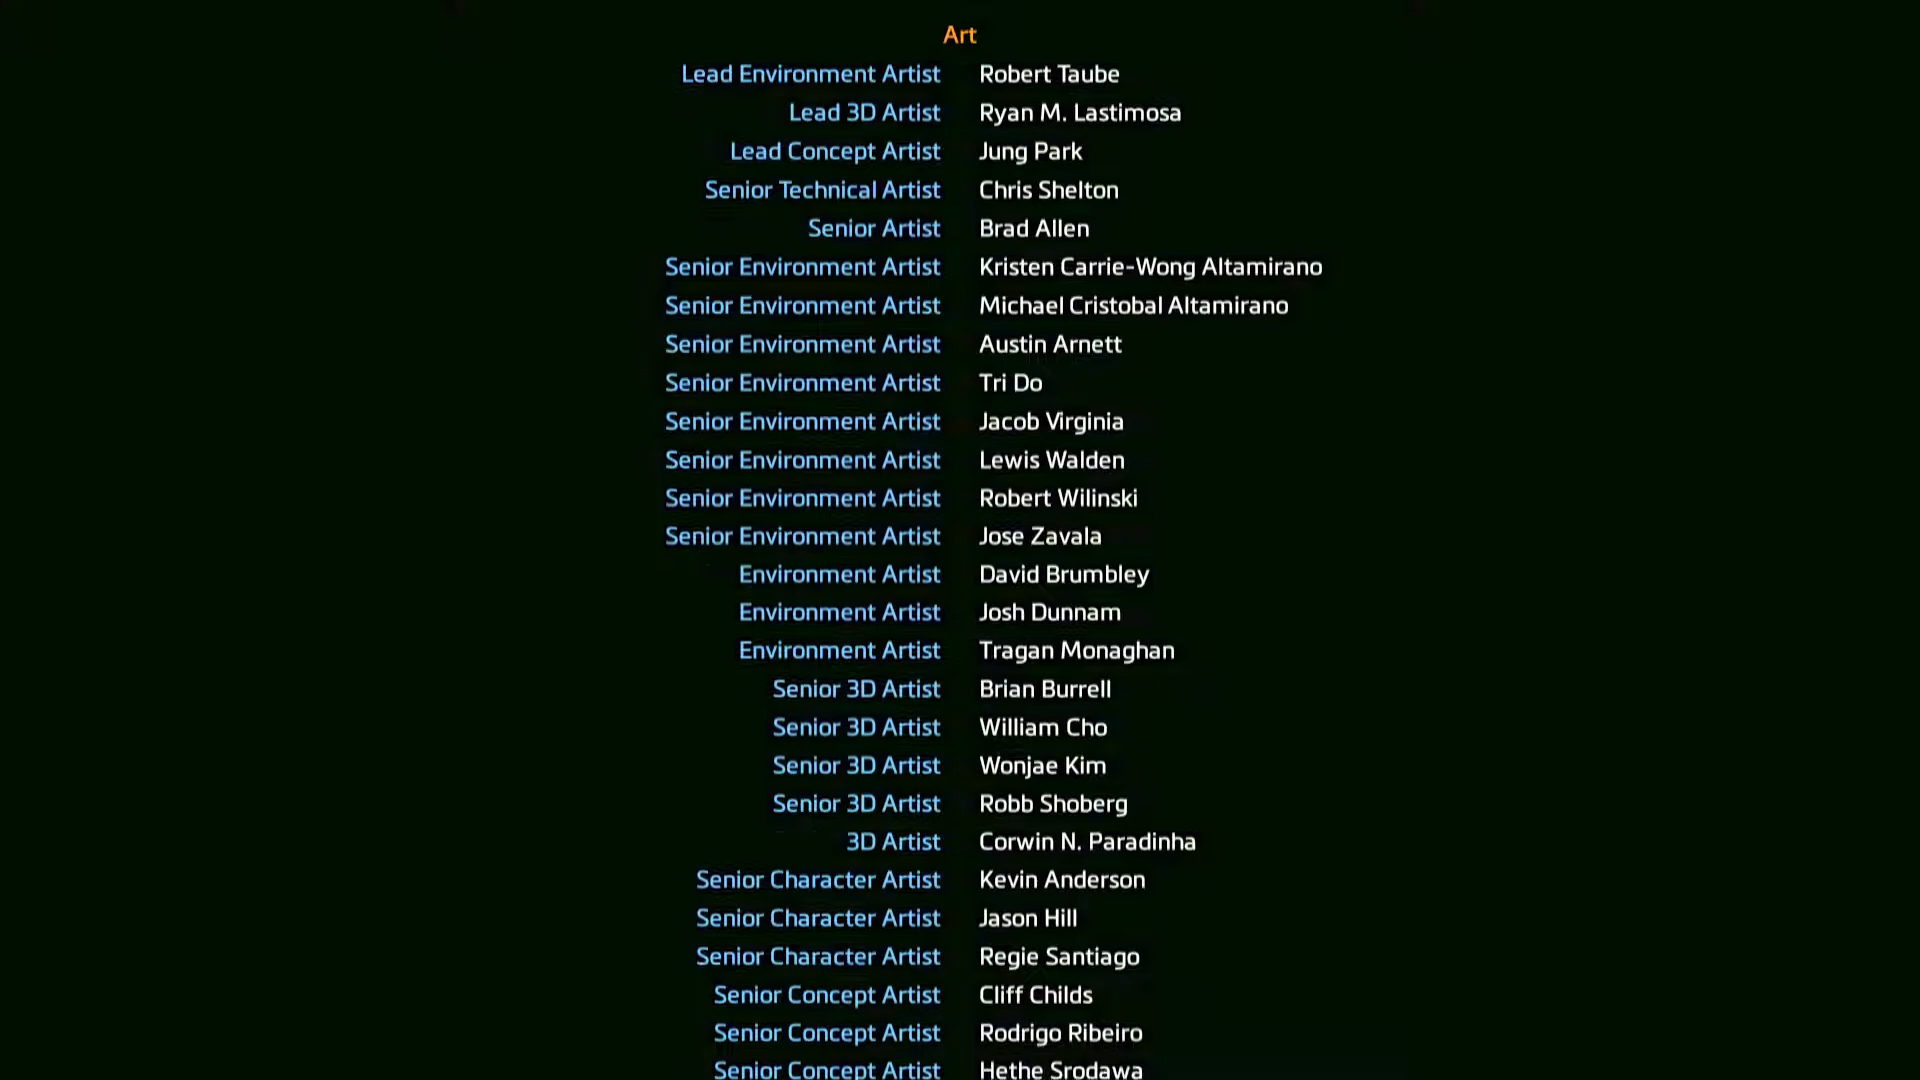 Art
Lead Environment Artist Robert Taube
Lead 3D Artist Ryan M. Lastimosa
Lead Concept Artist Jung Park
Senior Technical Artist Chris Shelton
Senior Artist Brad Allen
Senior Environment Artist Kristen Carrie-Wong Altamirano
Senior Environment Artist Michael Cristobal Altamirano
Senior Environment Artist Austin Arnett
Senior Environment Artist Tri Do
Senior Environment Artist Jacob Virginia
Senior Environment Artist Lewis Walden
Senior Environment Artist Robert Wilinski
Senior Environment Artist Jose Zavala
Environment Artist David Brumbley
Environment Artist Josh Dunnam
Environment Artist Tragan Monaghan
Senior 3D Artist Brian Burrell
Senior 3D Artist William Cho
Senior 3D Artist Wonjae Kim
Senior 3D Artist Robb Shoberg
3D Artist Corwin N. Paradinha
Senior Character Artist Kevin Anderson
Senior Character Artist Jason Hill
Senior Character Artist Regie Santiago
Senior Concept Artist Cliff Childs
Senior Concept Artist Rodrigo Ribeiro
Senior Concept Artist Hethe Srodawa